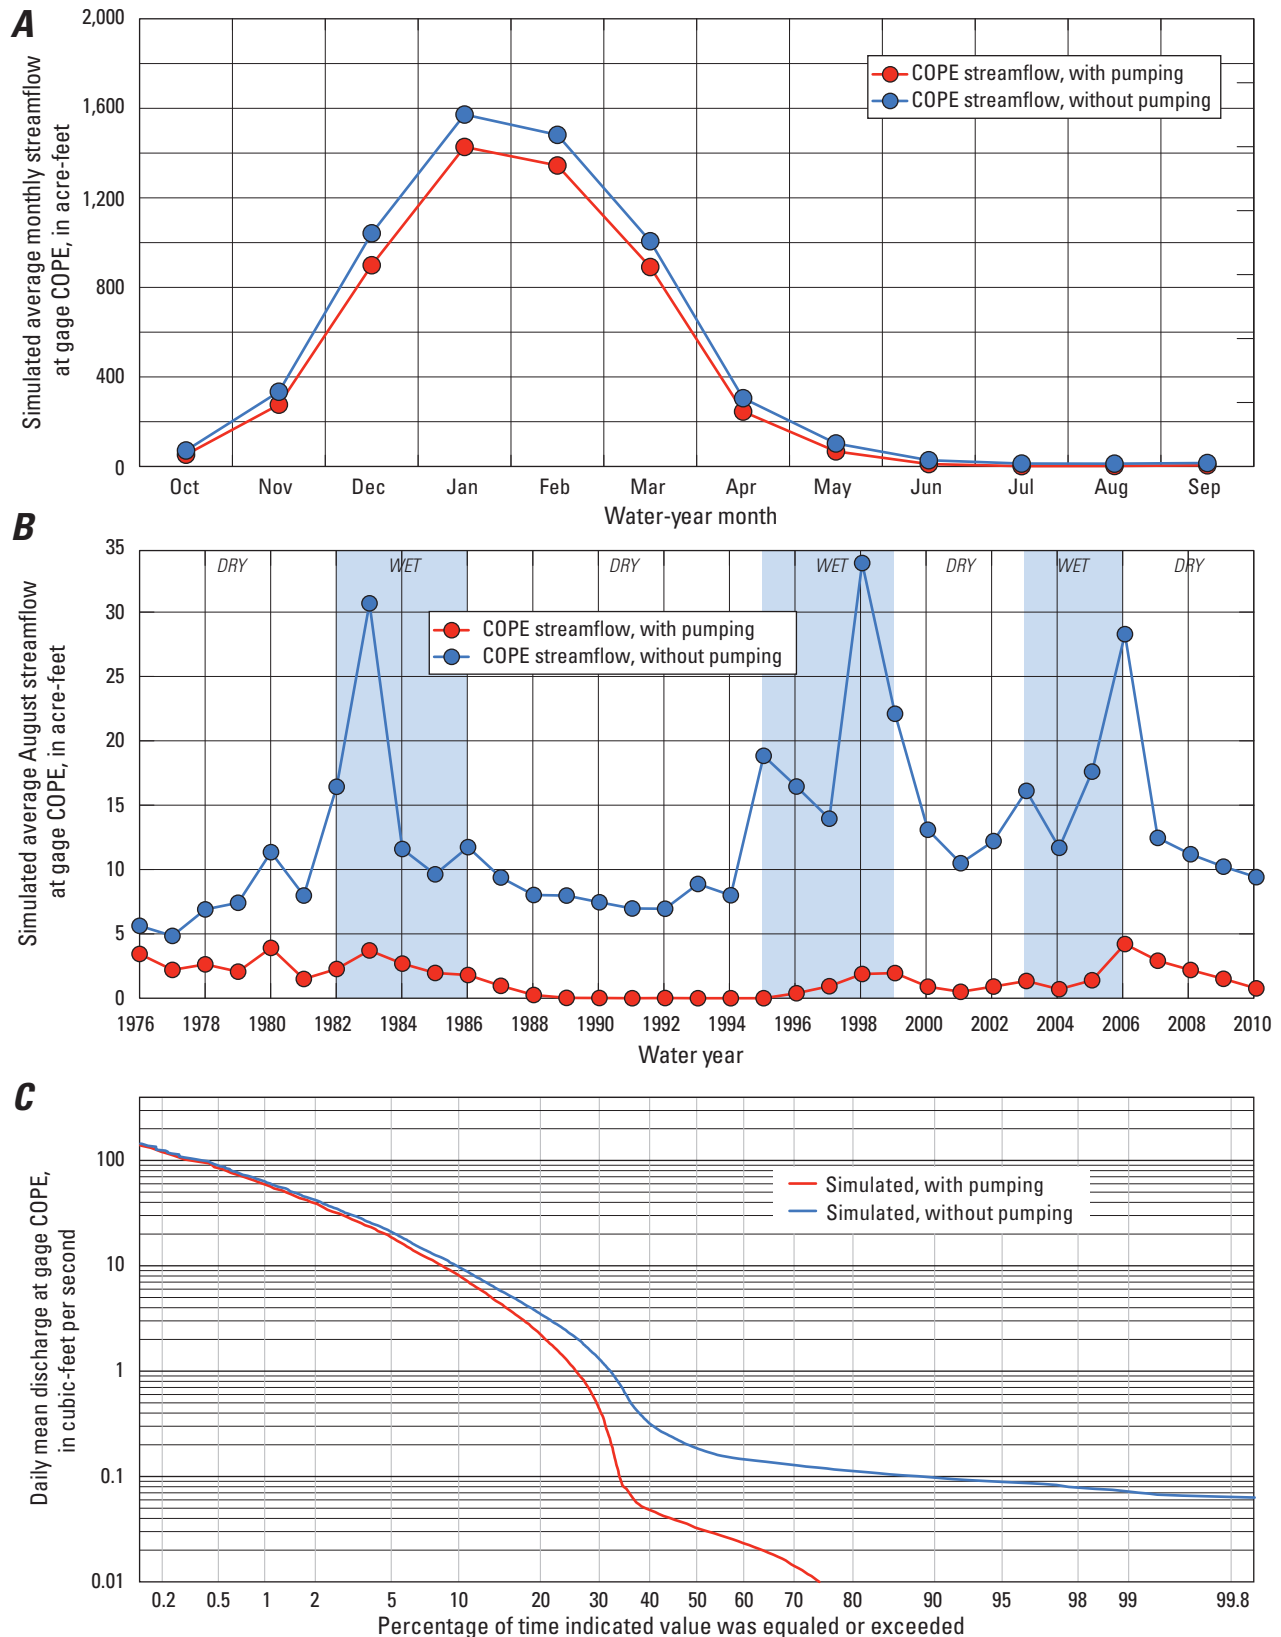 A
Simulated average monthly streamflow
at gage COPE, in acre-feet
2,000
1,600
1,200
800
400
0
COPE streamflow, with pumping
COPE streamflow, without pumping
Oct Nov Dec Jan Feb Mar Apr May Jun Jul Aug Sep
Water-year month
B
Simulated average August streamflow
at gage COPE, in acre-feet
35
30
25
20
15
10
5
0
DRY WET DRY WET DRY WET DRY
COPE streamflow, with pumping
COPE streamflow, without pumping
1976 1978 1980 1982 1984 1986 1988 1990 1992 1994 1996 1998 2000 2002 2004 2006 2008 2010
Water year
C
Daily mean discharge at gage COPE,
in cubic-feet per second
100
10
1
0.1
0.01
Simulated, with pumping
Simulated, without pumping
0.2 0.5 1 2 5 10 20 30 40 50 60 70 80 90 95 98 99 99.8
Percentage of time indicated value was equaled or exceeded